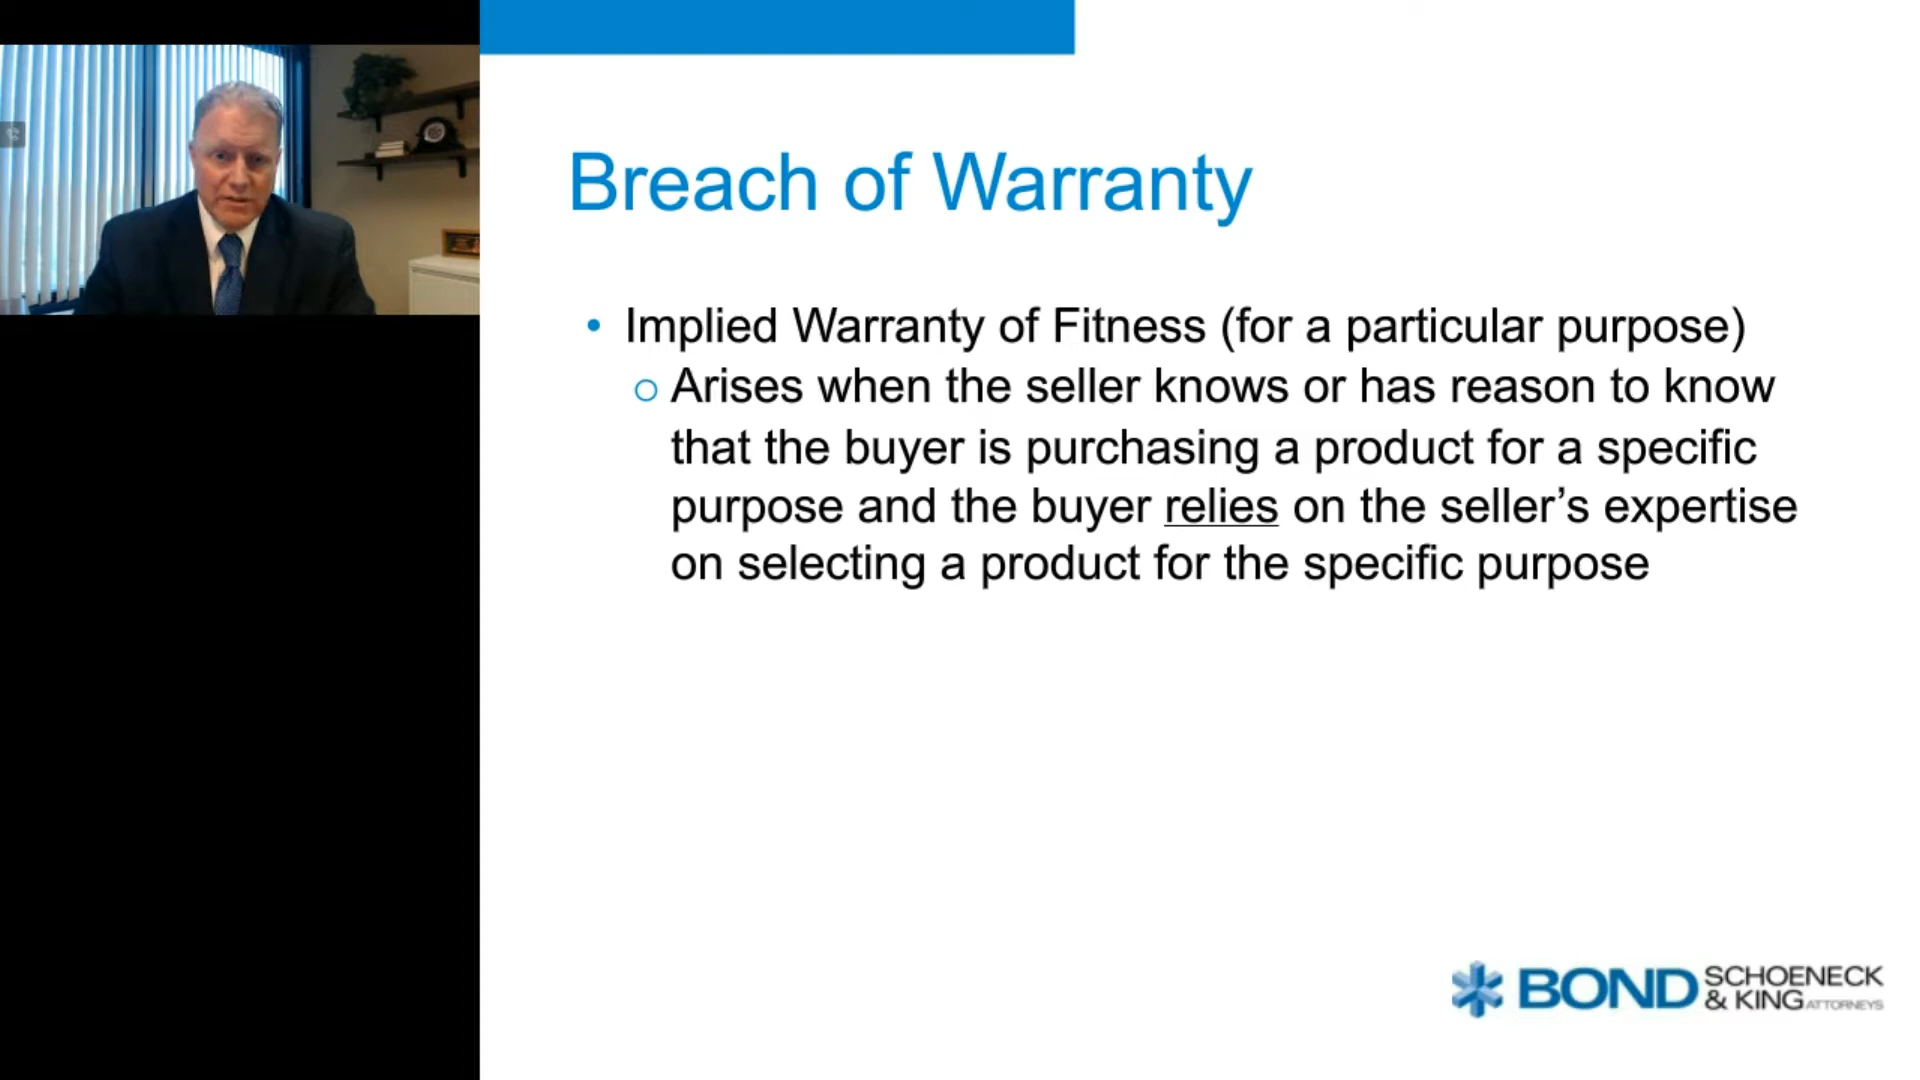 Breach of Warranty
• Implied Warranty of Fitness (for a particular purpose)
○ Arises when the seller knows or has reason to know
that the buyer is purchasing a product for a specific
purpose and the buyer relies on the seller’s expertise
on selecting a product for the specific purpose
BOND SCHOENECK
& KING ATTORNEYS